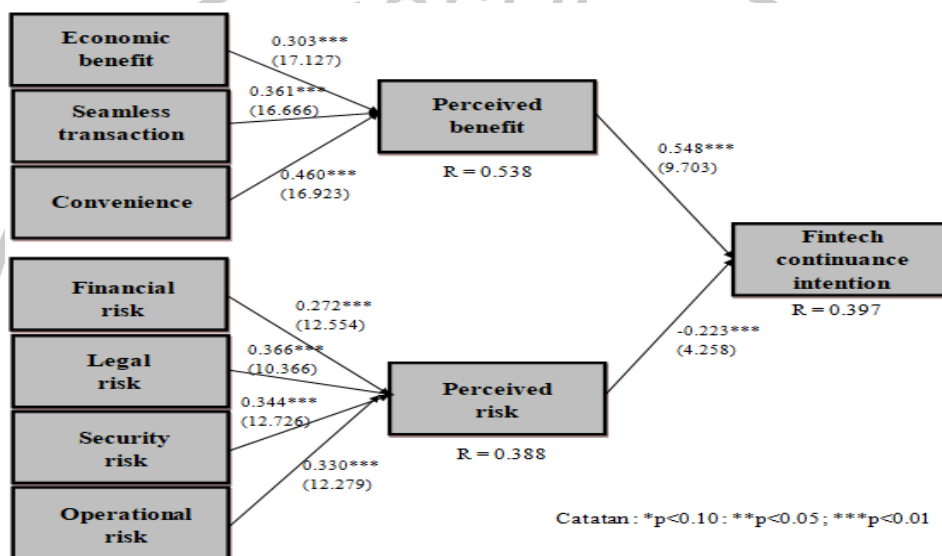 Economic
benefit
0.303***
(17.127)
Seamless
transaction
0.361***
(16.666)
Convenience
0.460***
(16.923)
Perceived
benefit
R = 0.538
0.548***
(9.703)
Fintech
continuance
intention
R = 0.397
Financial
risk
0.272***
(12.554)
Legal
risk
0.366***
(10.366)
Security
risk
0.344***
(12.726)
Operational
risk
0.330***
(12.279)
Perceived
risk
R = 0.388
-0.223***
(4.258)
Catatan : *p<0.10 : **p<0.05 ; ***p<0.01